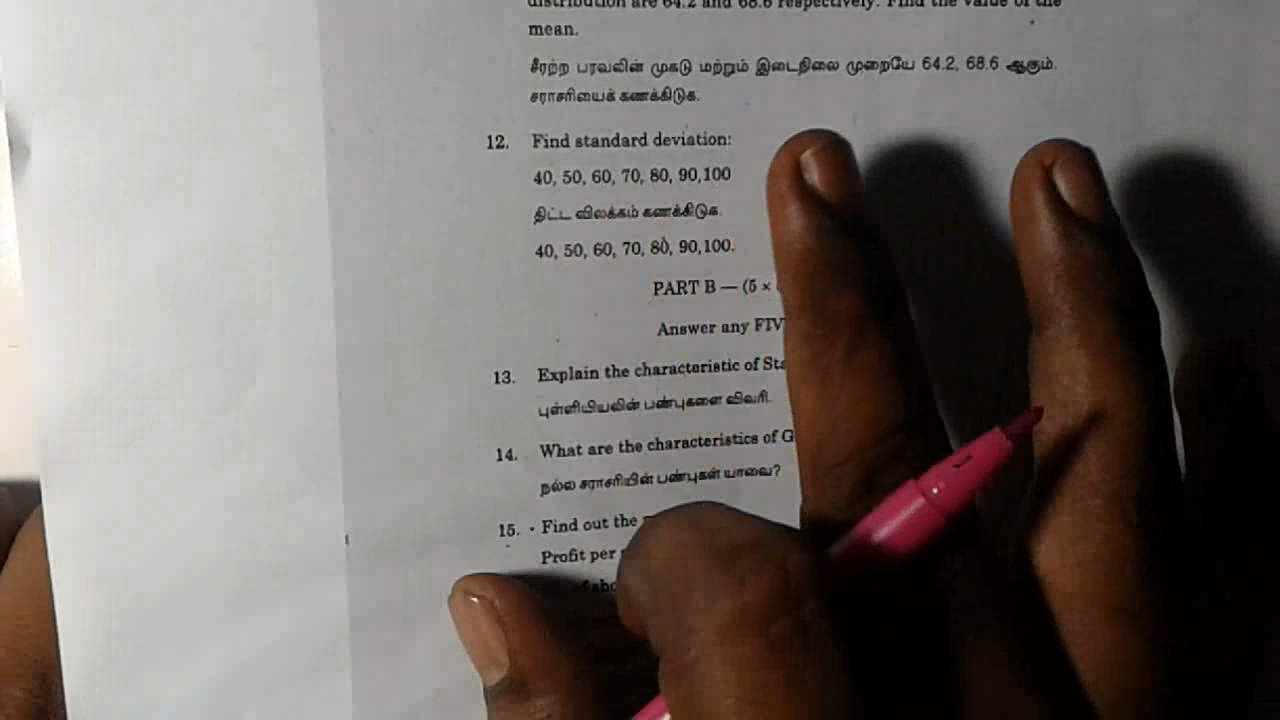 distribution are 64.2 and 68.6 respectively. Find the value of the
mean.
சீரற்ற பரவலின் முகடு மற்றும் இடைநிலை முறையே 64.2, 68.6 ஆகும்.
சராசரியைக் கணக்கிடுக.
12. Find standard deviation:
40, 50, 60, 70, 80, 90,100
திட்ட விலக்கம் கணக்கிடுக.
40, 50, 60, 70, 80, 90,100.
PART B — (5 ×
Answer any
13. Explain the characteristic of
புள்ளியியலின் பண்புகளை விவரி.
14. What are the characteristics of
நல்ல சராசரியின் பண்புகள் யாவை?
15. Find out the
Profit per